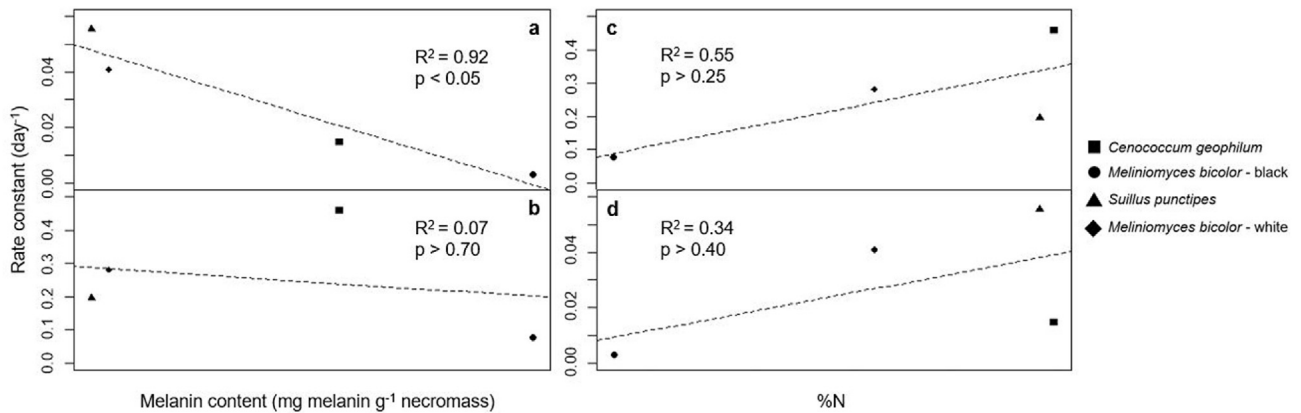 Rate constant (day-1)
a
R² = 0.92
p < 0.05
0.04
0.02
0.00
b
R² = 0.07
p > 0.70
0.4
0.3
0.2
0.1
0.0
Melanin content (mg melanin g-1 necromass)
c
R² = 0.55
p > 0.25
0.4
0.3
0.2
0.1
0.0
d
R² = 0.34
p > 0.40
0.04
0.02
0.00
%N
Cenococcum geophilum
Meliniomyces bicolor - black
Suillus punctipes
Meliniomyces bicolor - white